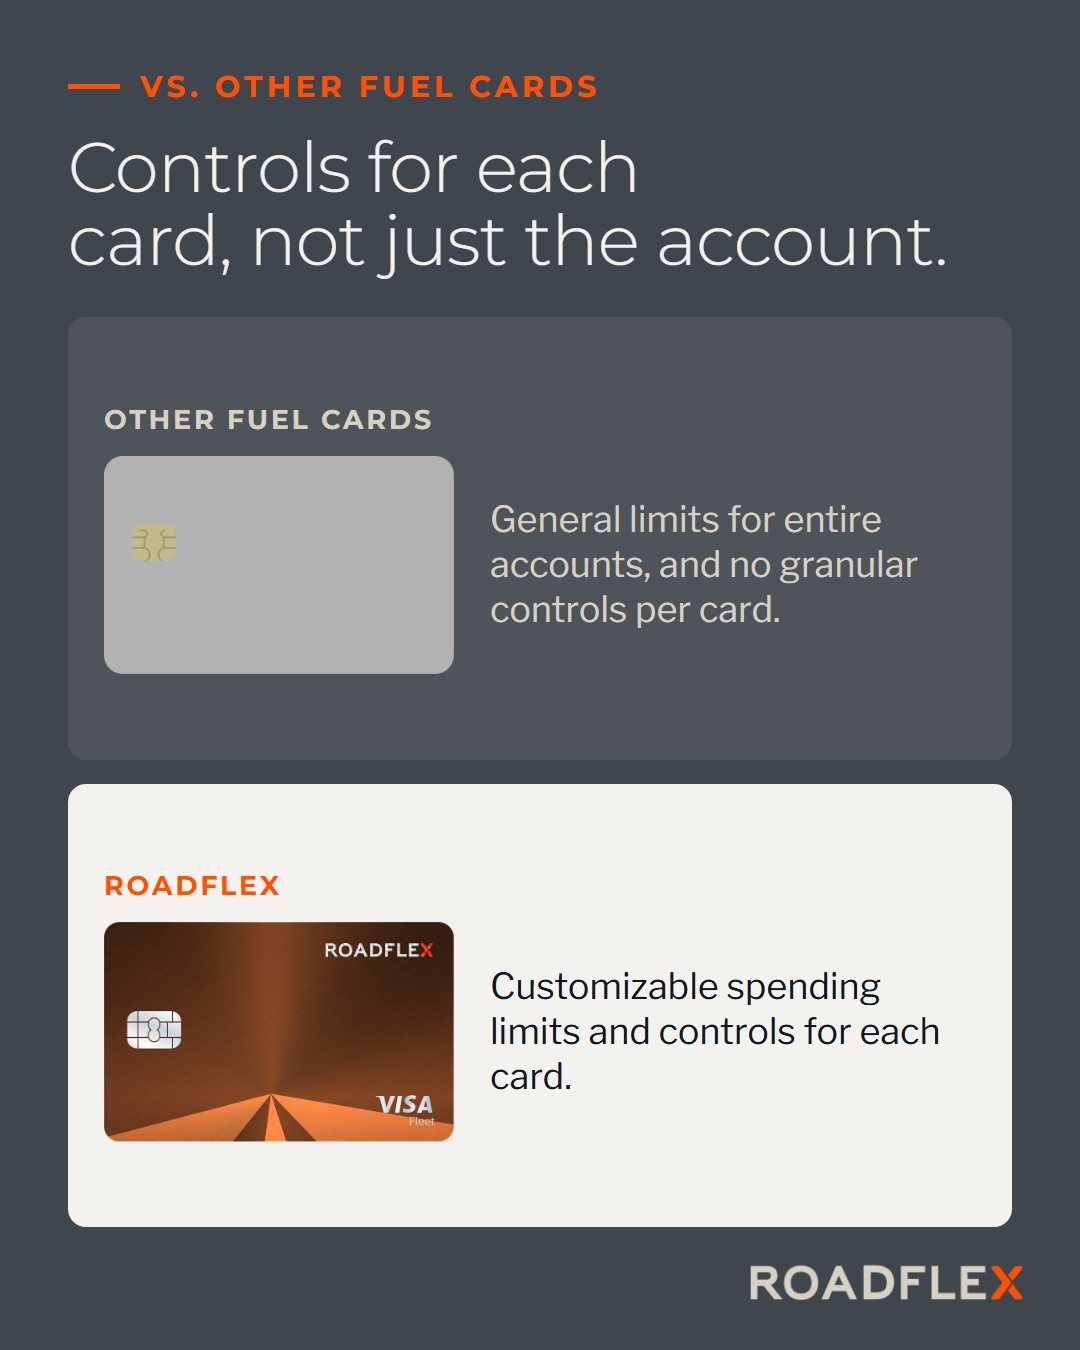 VS. OTHER FUEL CARDS
Controls for each
card, not just the account.
OTHER FUEL CARDS
General limits for entire
accounts, and no granular
controls per card.
ROADFLEX
ROADFLEX
VISA
Fleet
Customizable spending
limits and controls for each
card.
ROADFLEX